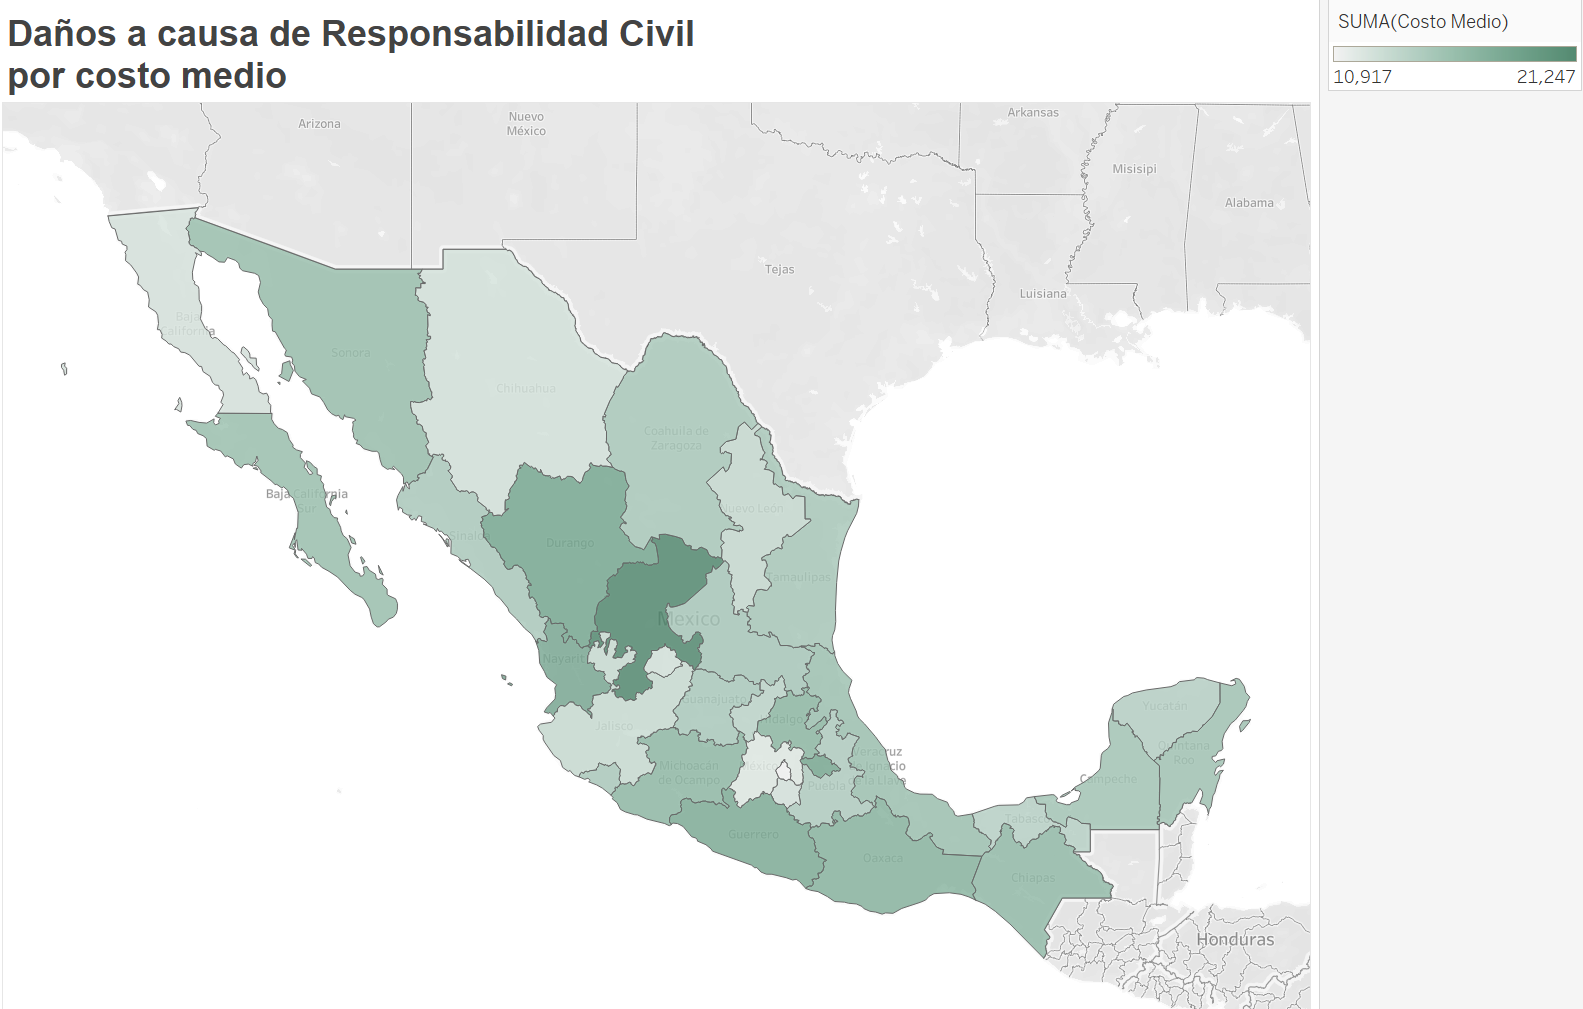 Daños a causa de Responsabilidad Civil
por costo medio
SUMA(Costo Medio)
10,917
21,247
Arizona
Nuevo
México
Arkansas
Misisipi
Alabama
Tejas
Luisiana
Baja
California
Sonora
Chihuahua
Coahuila de
Zaragoza
Baja California
Sur
Nuevo León
Sinaloa
Durango
Tamaulipas
Mexico
Nayarit
Guanajuato
Jalisco
Hidalgo
Yucatán
Quintana
Roo
Michoacán
de Ocampo
México
Veracruz
de Ignacio
de la Llave
Puebla
Campeche
Tabasco
Guerrero
Oaxaca
Chiapas
Honduras